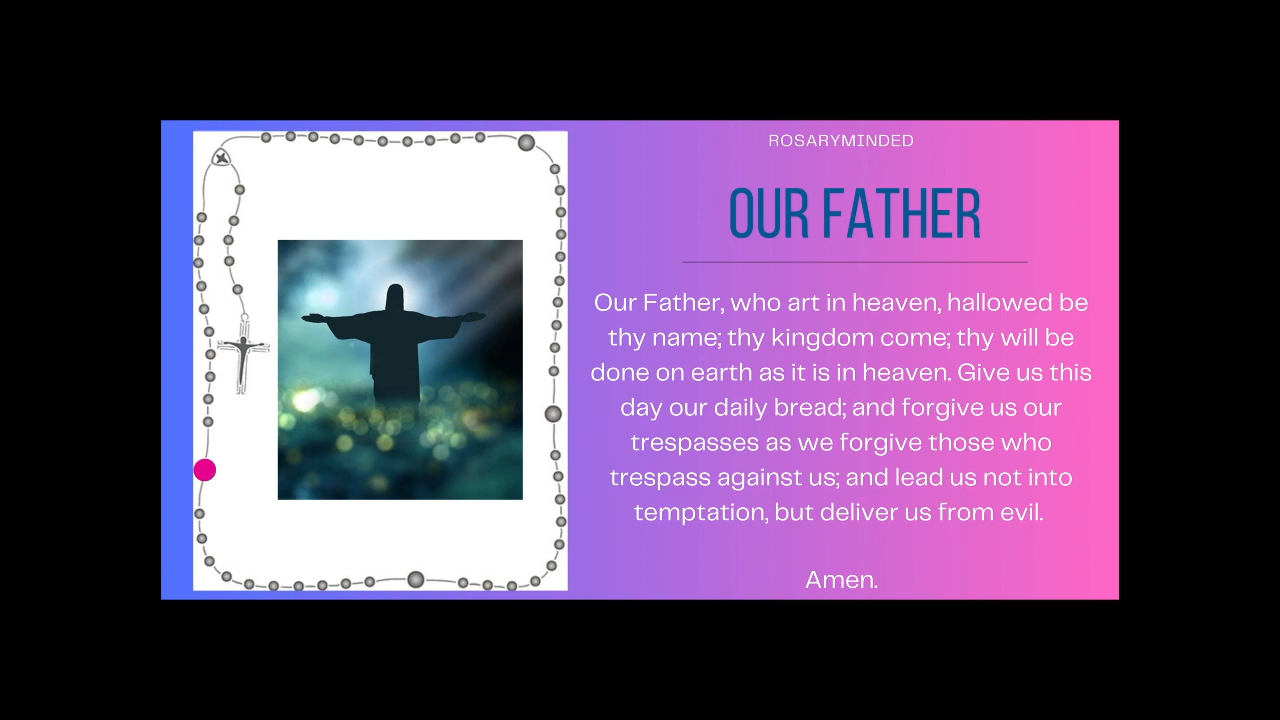 ROSARYMINDED
OUR FATHER
Our Father, who art in heaven, hallowed be
thy name; thy kingdom come; thy will be
done on earth as it is in heaven. Give us this
day our daily bread; and forgive us our
trespasses as we forgive those who
trespass against us; and lead us not into
temptation, but deliver us from evil.
Amen.